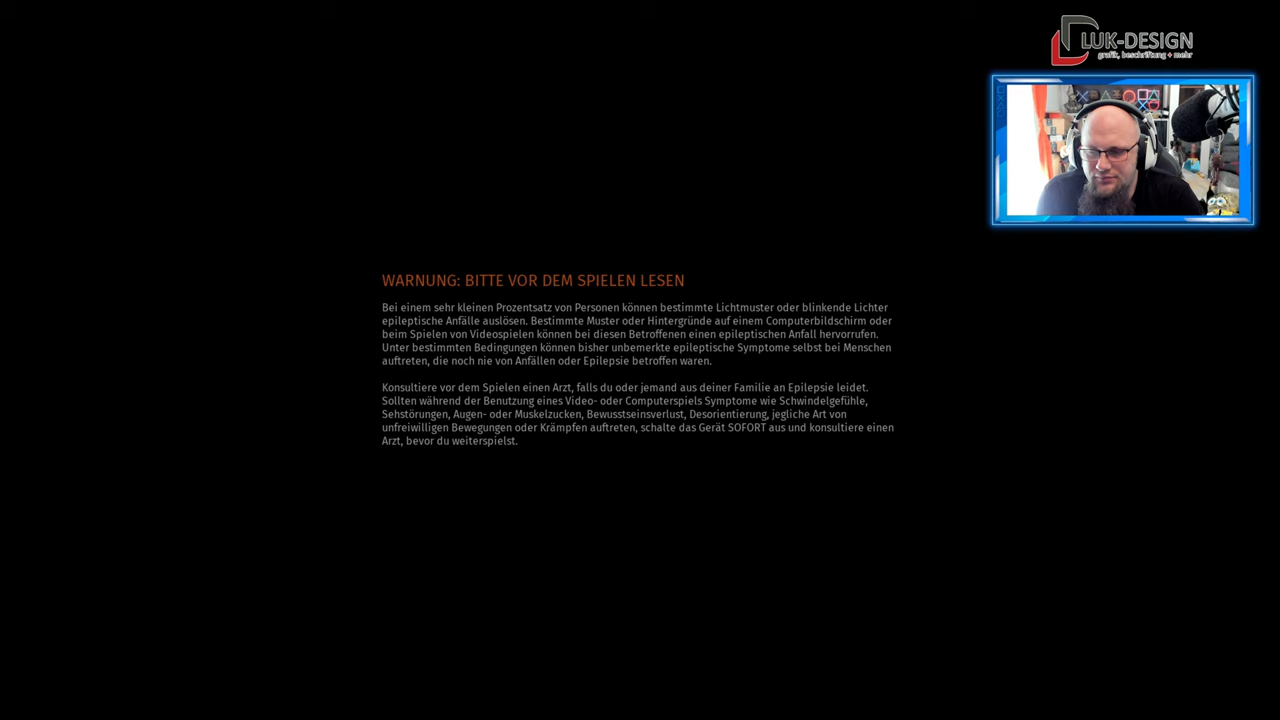 LUK-DESIGN
grafik, beschriftung + mehr
WARNUNG: BITTE VOR DEM SPIELEN LESEN
Bei einem sehr kleinen Prozentsatz von Personen können bestimmte Lichtmuster oder blinkende Lichter
epileptische Anfälle auslösen. Bestimmte Muster oder Hintergründe auf einem Computerbildschirm oder
beim Spielen von Videospielen können bei diesen Betroffenen einen epileptischen Anfall hervorrufen.
Unter bestimmten Bedingungen können bisher unbemerkte epileptische Symptome selbst bei Menschen
auftreten, die noch nie von Anfällen oder Epilepsie betroffen waren.
Konsultiere vor dem Spielen einen Arzt, falls du oder jemand aus deiner Familie an Epilepsie leidet.
Sollten während der Benutzung eines Video- oder Computerspiels Symptome wie Schwindelgefühle,
Sehstörungen, Augen- oder Muskelzucken, Bewusstseinsverlust, Desorientierung, jegliche Art von
unfreiwilligen Bewegungen oder Krämpfen auftreten, schalte das Gerät SOFORT aus und konsultiere einen
Arzt, bevor du weiterspielst.